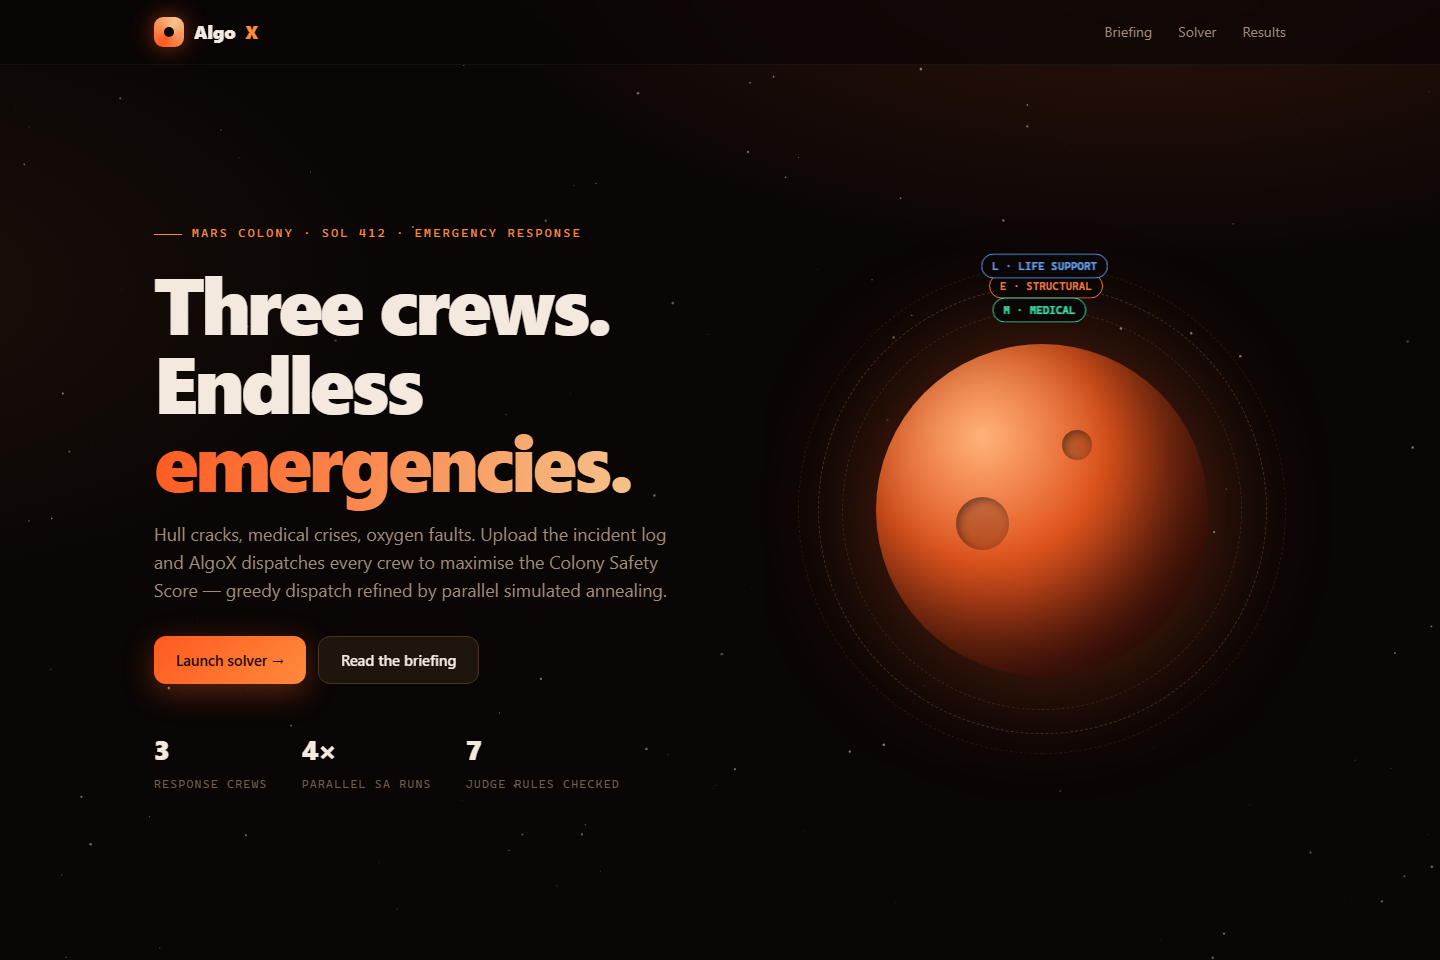 Algo X
Briefing
Solver
Results
MARS COLONY · SOL 412 · EMERGENCY RESPONSE
Three crews.
Endless
emergencies.
Hull cracks, medical crises, oxygen faults. Upload the incident log
and AlgoX dispatches every crew to maximise the Colony Safety
Score — greedy dispatch refined by parallel simulated annealing.
Launch solver →
Read the briefing
3
RESPONSE CREWS
4×
PARALLEL SA RUNS
7
JUDGE RULES CHECKED
L · LIFE SUPPORT
E · STRUCTURAL
M · MEDICAL